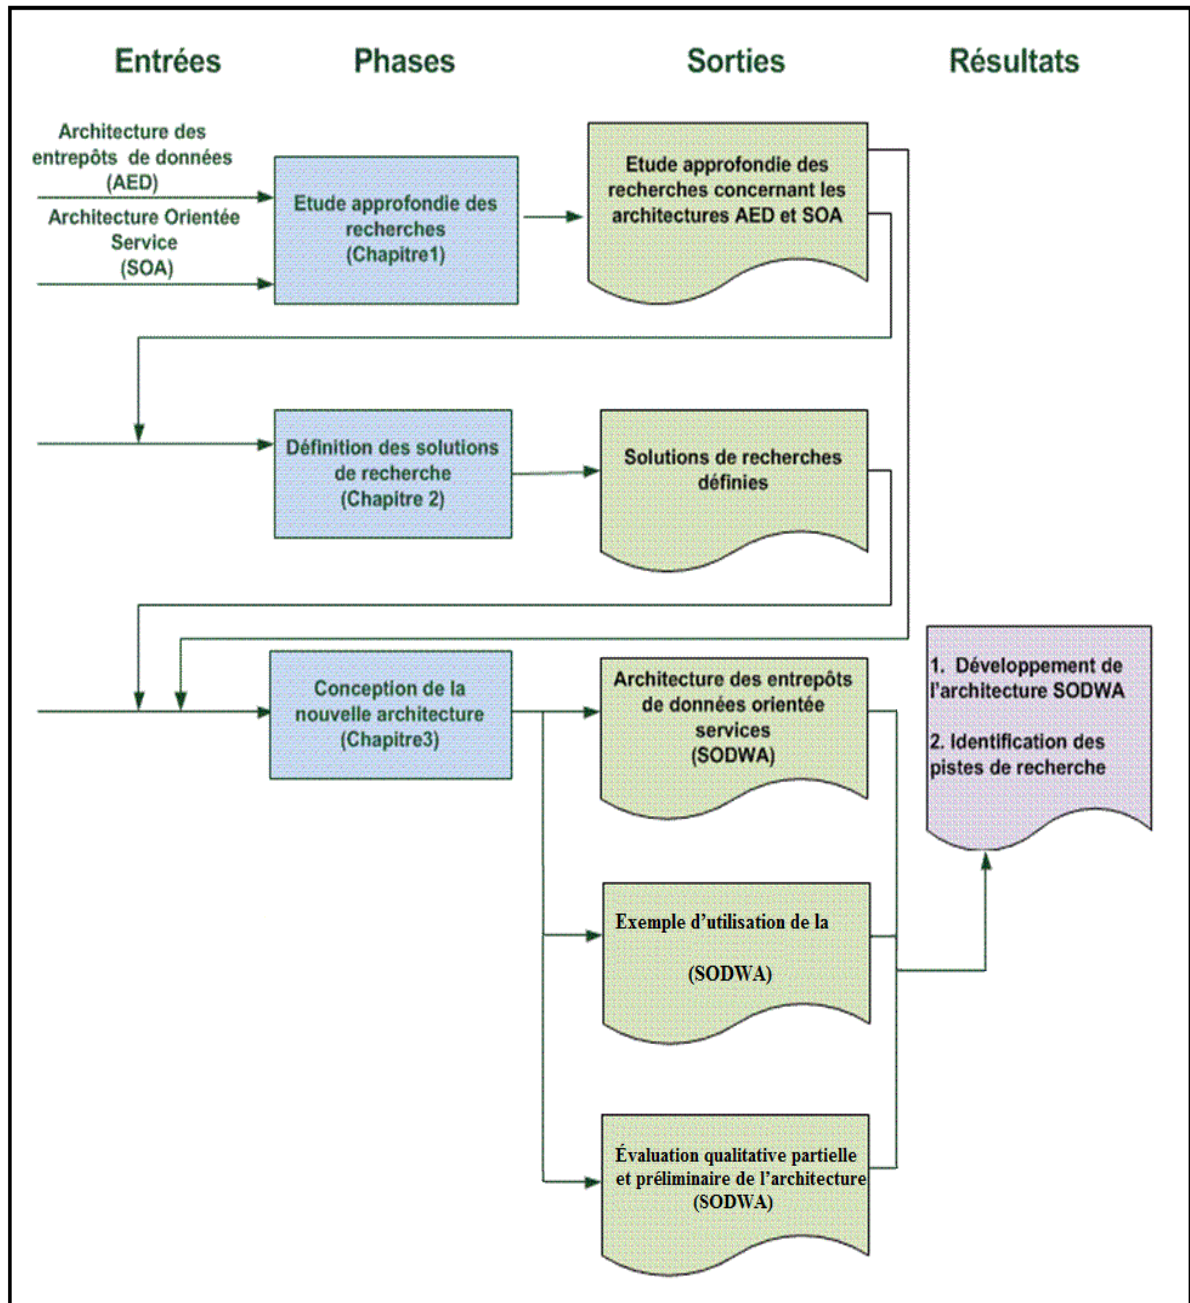 Entrées Phases Sorties Résultats
Architecture des
entrepôts de données
(AED)
Architecture Orientée
Service
(SOA)
Etude approfondie des
recherches
(Chapitre1)
Etude approfondie des
recherches concernant les
architectures AED et SOA
Définition des solutions
de recherche
(Chapitre 2)
Solutions de recherches
définies
Conception de la
nouvelle architecture
(Chapitre3)
Architecture des entrepôts
de données orientée
services
(SODWA)
1. Développement de
l'architecture SODWA
2. Identification des
pistes de recherche
Exemple d'utilisation de la
(SODWA)
Évaluation qualitative partielle
et préliminaire de l'architecture
(SODWA)